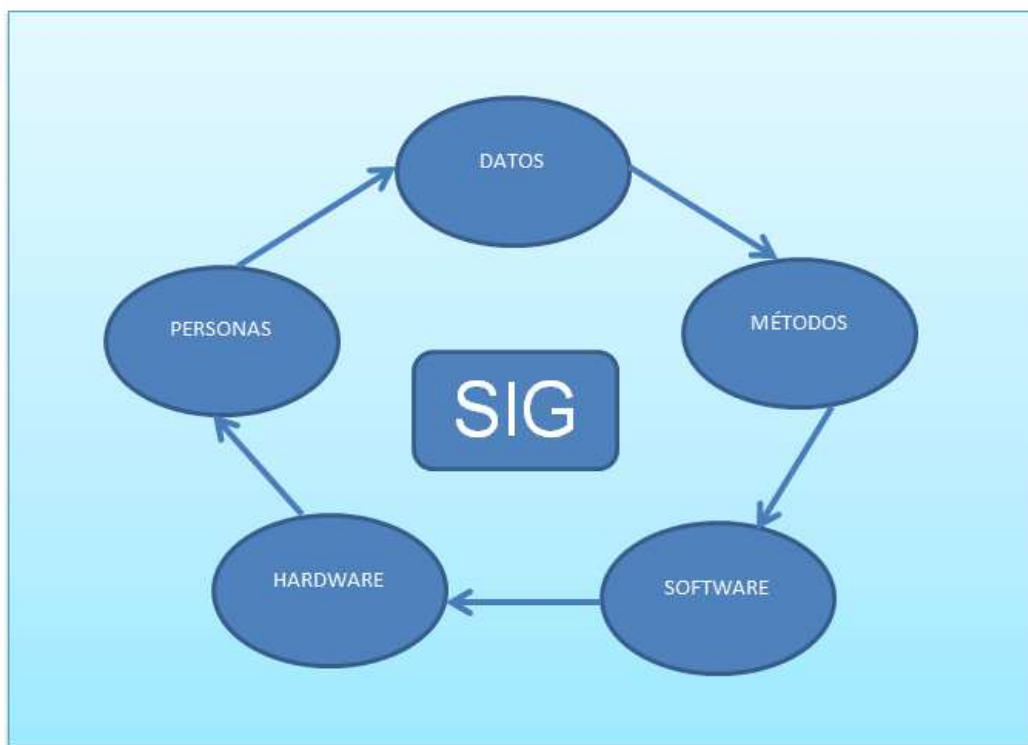 DATOS
MÉTODOS
PERSONAS
SIG
HARDWARE
SOFTWARE